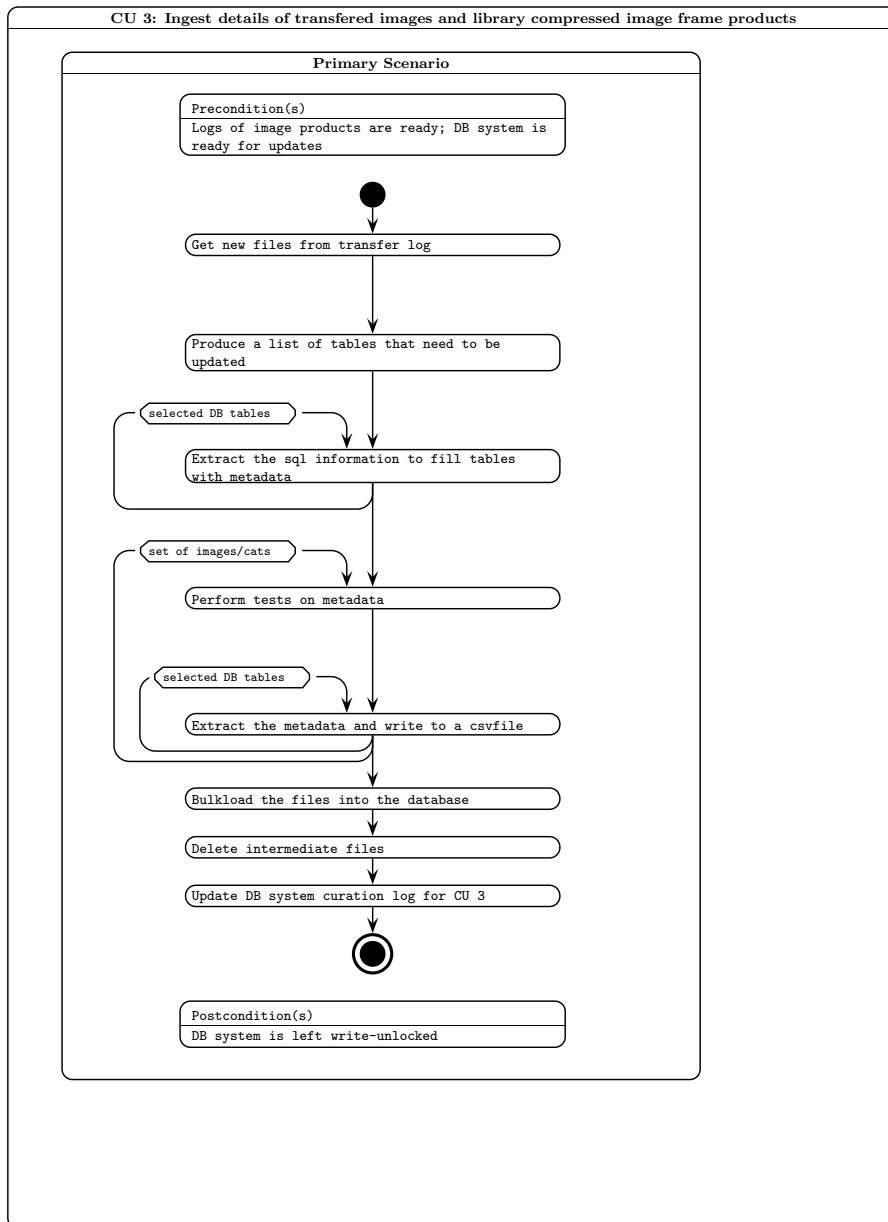 CU 3: Ingest details of transfered images and library compressed image frame products
Primary Scenario
Precondition(s)
Logs of image products are ready; DB system is
ready for updates
Get new files from transfer log
Produce a list of tables that need to be
updated
selected DB tables
Extract the sql information to fill tables
with metadata
set of images/cats
Perform tests on metadata
selected DB tables
Extract the metadata and write to a csvfile
Bulkload the files into the database
Delete intermediate files
Update DB system curation log for CU 3
Postcondition(s)
DB system is left write-unlocked